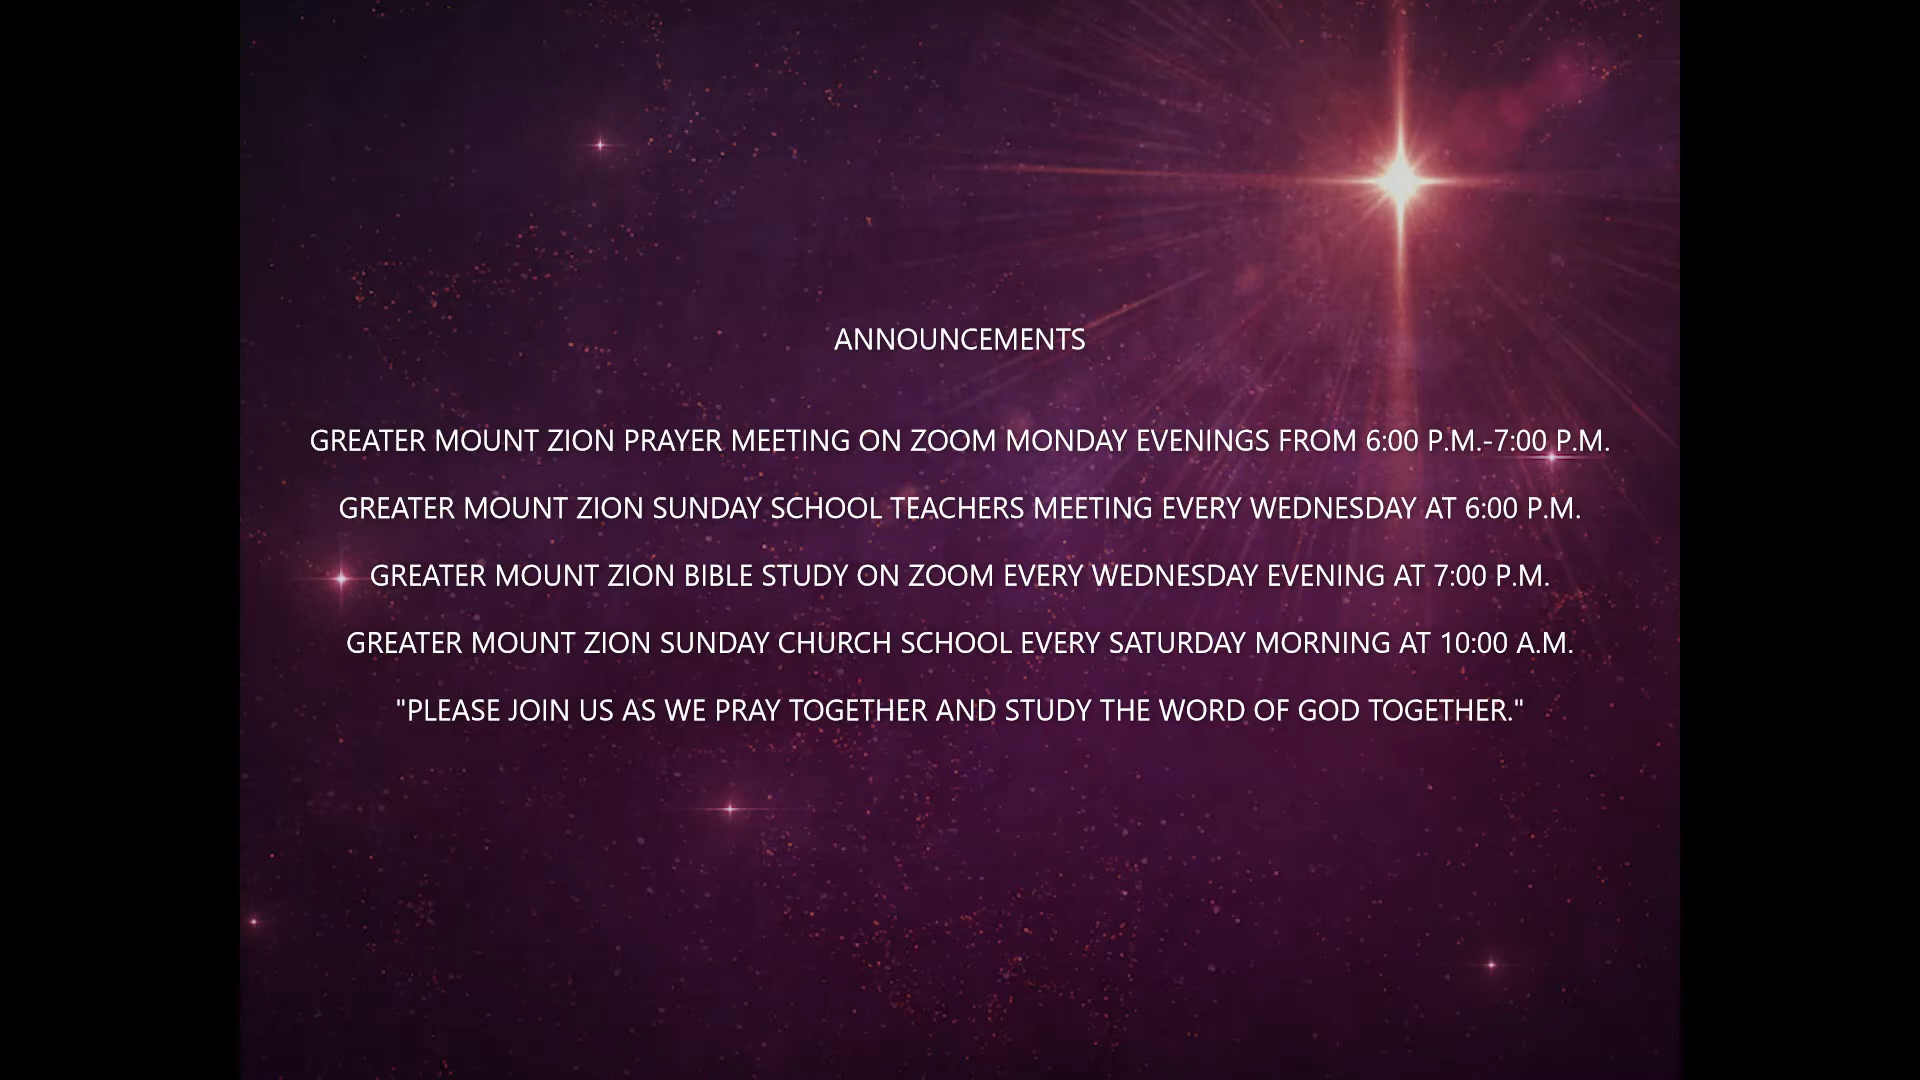 ANNOUNCEMENTS
GREATER MOUNT ZION PRAYER MEETING ON ZOOM MONDAY EVENINGS FROM 6:00 P.M.-7:00 P.M.
GREATER MOUNT ZION SUNDAY SCHOOL TEACHERS MEETING EVERY WEDNESDAY AT 6:00 P.M.
GREATER MOUNT ZION BIBLE STUDY ON ZOOM EVERY WEDNESDAY EVENING AT 7:00 P.M.
GREATER MOUNT ZION SUNDAY CHURCH SCHOOL EVERY SATURDAY MORNING AT 10:00 A.M.
"PLEASE JOIN US AS WE PRAY TOGETHER AND STUDY THE WORD OF GOD TOGETHER."